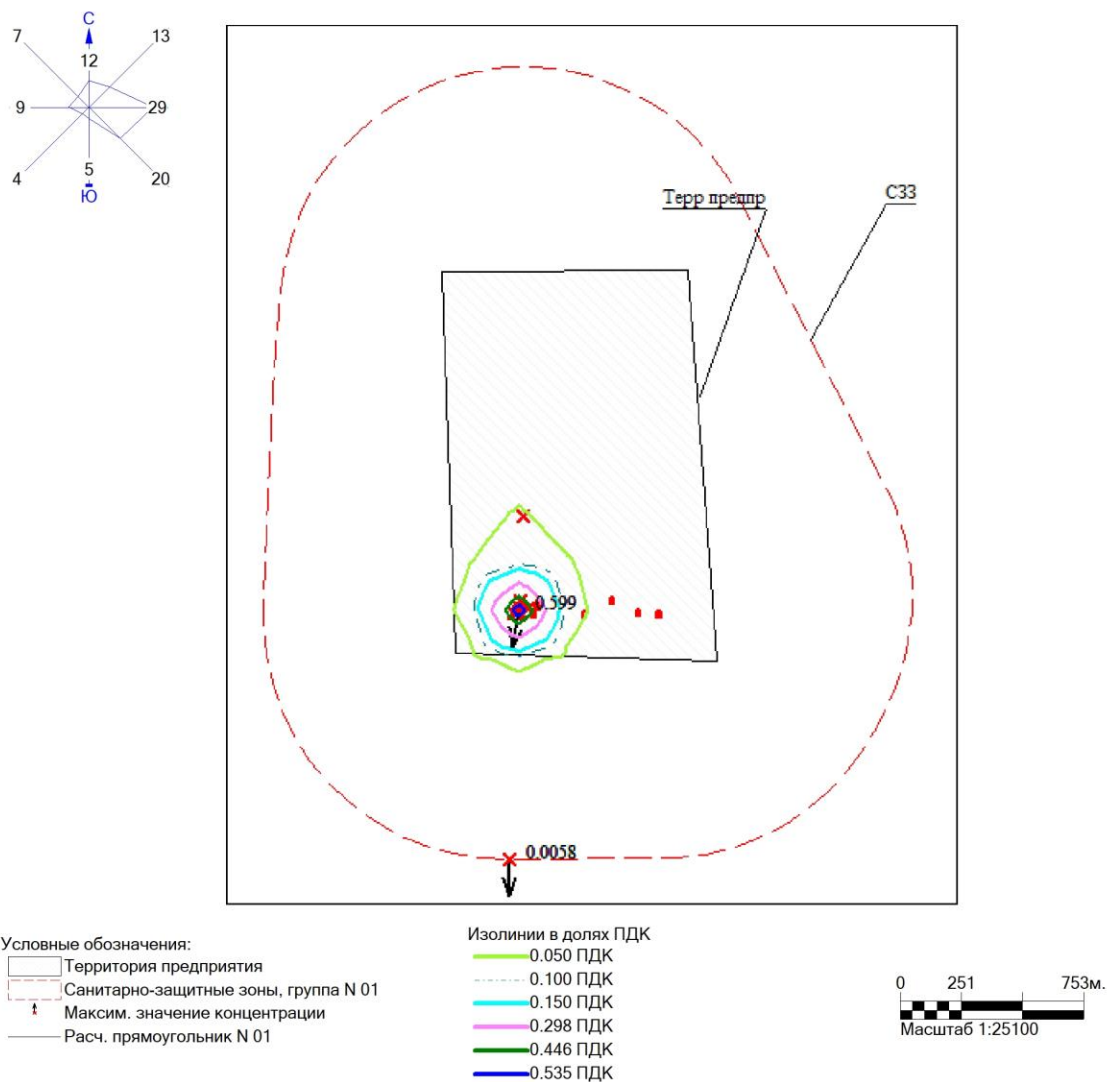 С
7
13
12
9
29
4
5
20
Ю
Терр предпр
СЗЗ
0.599
0.0058
Условные обозначения:
Территория предприятия
Санитарно-защитные зоны, группа N 01
Максим. значение концентрации
Расч. прямоугольник N 01
Изолинии в долях ПДК
0.050 ПДК
0.100 ПДК
0.150 ПДК
0.298 ПДК
0.446 ПДК
0.535 ПДК
0 251 753м.
Масштаб 1:25100